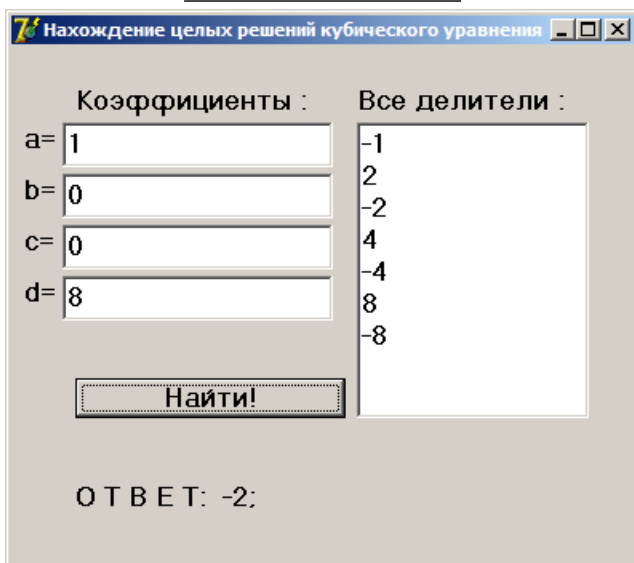 Нахождение целых решений кубического уравнения
Коэффициенты :
a= 1
b= 0
c= 0
d= 8
Все делители :
-1
2
-2
4
-4
8
-8
Найти!
О Т В Е Т: -2;